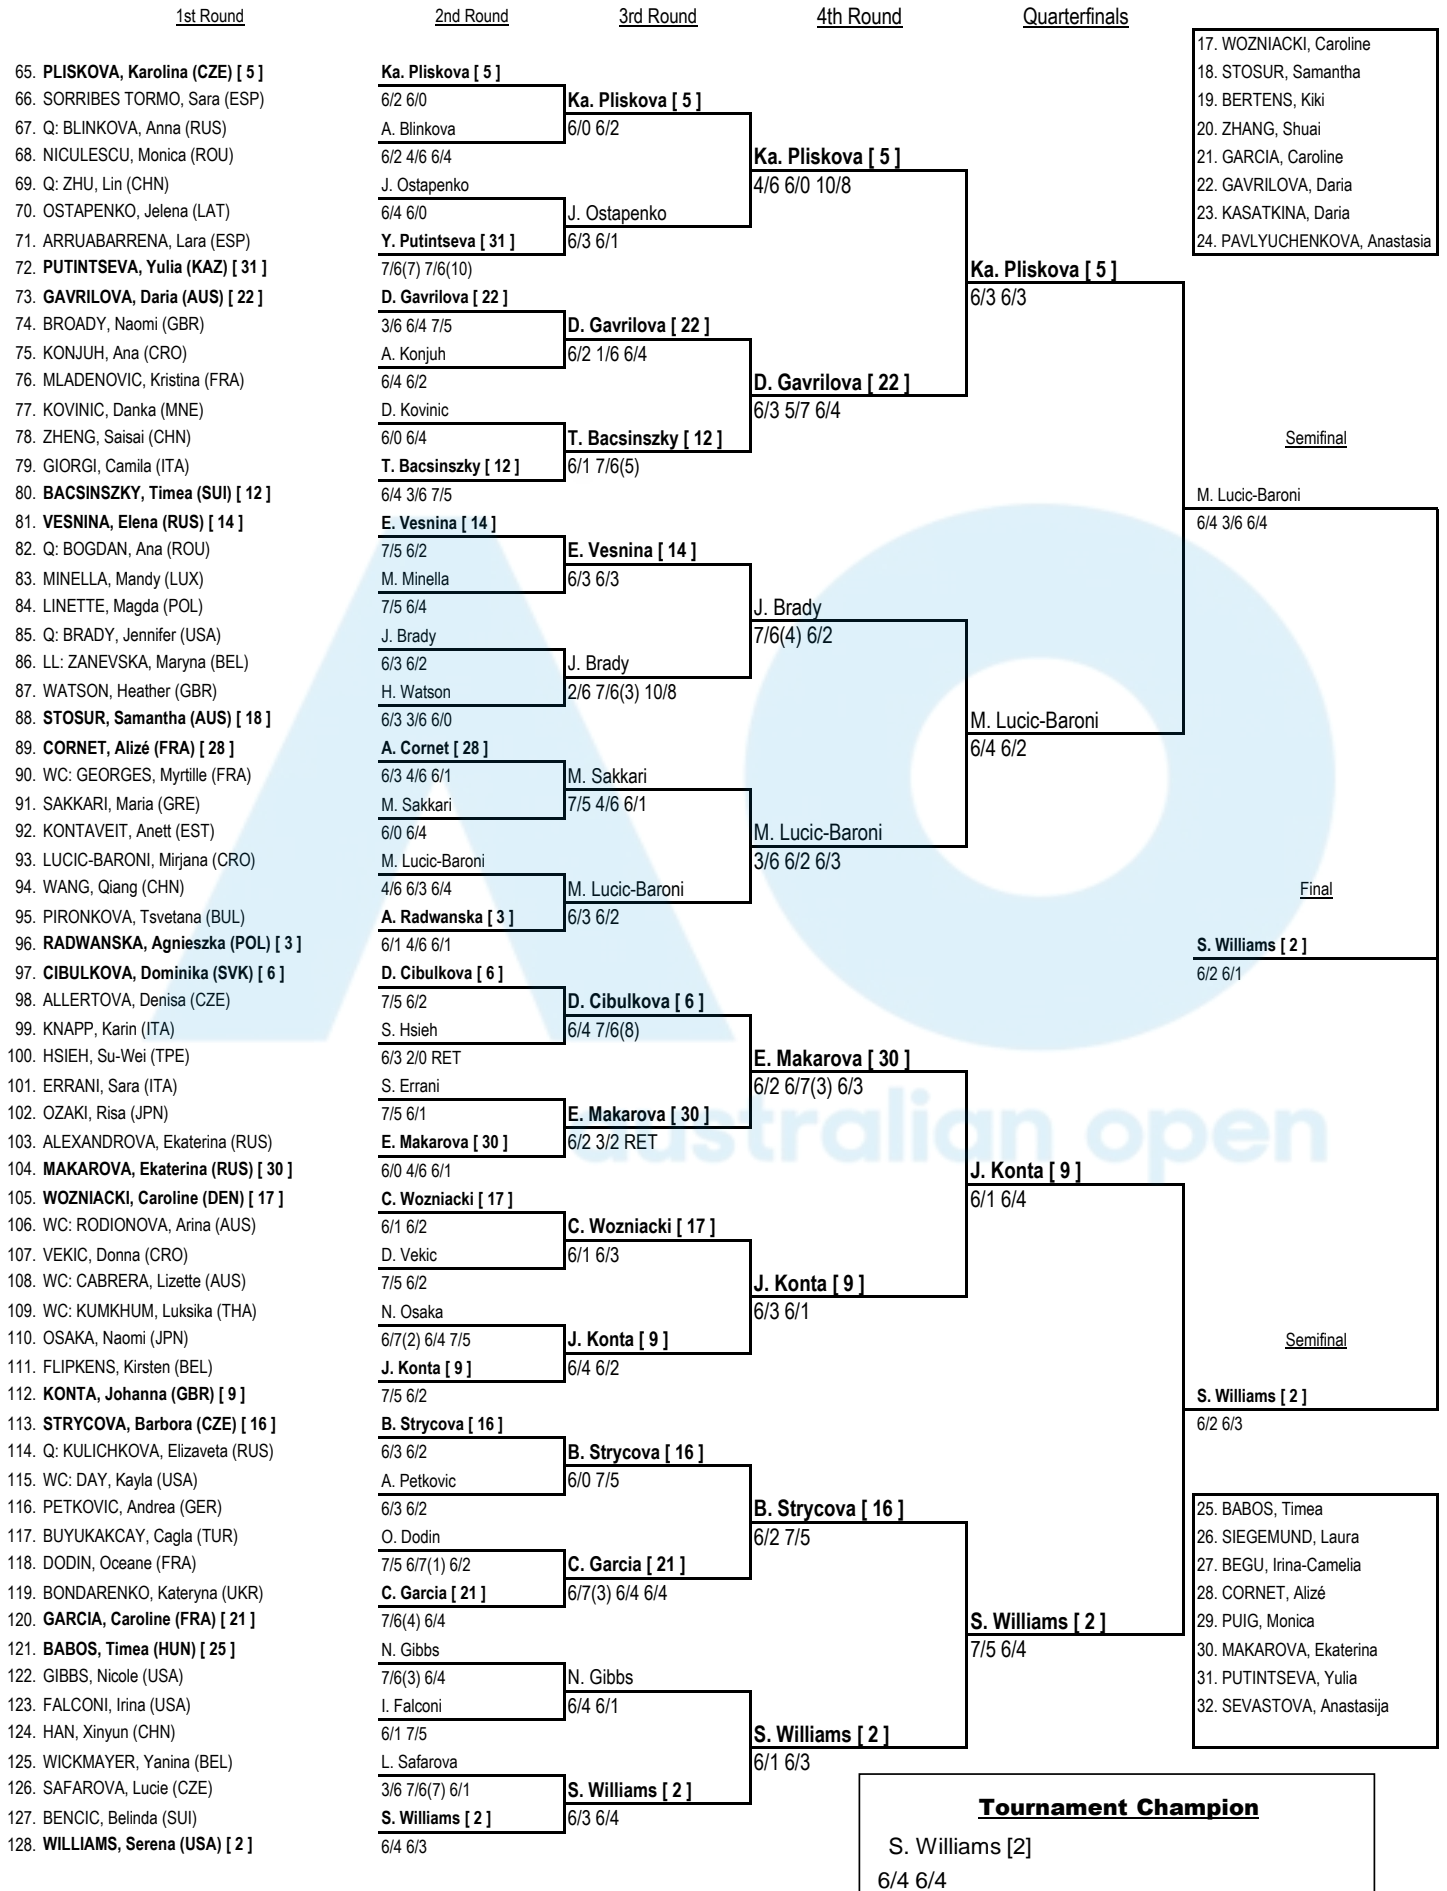 1st Round
2nd Round
3rd Round
4th Round
Quarterfinals
65. PLISKOVA, Karolina (CZE) [ 5 ]
66. SORRIBES TORMO, Sara (ESP)
67. Q: BLINKOVA, Anna (RUS)
68. NICULESCU, Monica (ROU)
69. Q: ZHU, Lin (CHN)
70. OSTAPENKO, Jelena (LAT)
71. ARRUABARRENA, Lara (ESP)
72. PUTINTSEVA, Yulia (KAZ) [ 31 ]
73. GAVRILOVA, Daria (AUS) [ 22 ]
74. BROADY, Naomi (GBR)
75. KONJUH, Ana (CRO)
76. MLADENOVIC, Kristina (FRA)
77. KOVINIC, Danka (MNE)
78. ZHENG, Saisai (CHN)
79. GIORGI, Camila (ITA)
80. BACSINSZKY, Timea (SUI) [ 12 ]
81. VESNINA, Elena (RUS) [ 14 ]
82. Q: BOGDAN, Ana (ROU)
83. MINELLA, Mandy (LUX)
84. LINETTE, Magda (POL)
85. Q: BRADY, Jennifer (USA)
86. LL: ZANEVSKA, Maryna (BEL)
87. WATSON, Heather (GBR)
88. STOSUR, Samantha (AUS) [ 18 ]
89. CORNET, Alizé (FRA) [ 28 ]
90. WC: GEORGES, Myrtille (FRA)
91. SAKKARI, Maria (GRE)
92. KONTAVEIT, Anett (EST)
93. LUCIC-BARONI, Mirjana (CRO)
94. WANG, Qiang (CHN)
95. PIRONKOVA, Tsvetana (BUL)
96. RADWANSKA, Agnieszka (POL) [ 3 ]
97. CIBULKOVA, Dominika (SVK) [ 6 ]
98. ALLERTOVA, Denisa (CZE)
99. KNAPP, Karin (ITA)
100. HSIEH, Su-Wei (TPE)
101. ERRANI, Sara (ITA)
102. OZAKI, Risa (JPN)
103. ALEXANDROVA, Ekaterina (RUS)
104. MAKAROVA, Ekaterina (RUS) [ 30 ]
105. WOZNIACKI, Caroline (DEN) [ 17 ]
106. WC: RODIONOVA, Arina (AUS)
107. VEKIC, Donna (CRO)
108. WC: CABRERA, Lizette (AUS)
109. WC: KUMKHUM, Luksika (THA)
110. OSAKA, Naomi (JPN)
111. FLIPKENS, Kirsten (BEL)
112. KONTA, Johanna (GBR) [ 9 ]
113. STRYCOVA, Barbora (CZE) [ 16 ]
114. Q: KULICHKOVA, Elizaveta (RUS)
115. WC: DAY, Kayla (USA)
116. PETKOVIC, Andrea (GER)
117. BUYUKAKCAY, Cagla (TUR)
118. DODIN, Oceane (FRA)
119. BONDARENKO, Kateryna (UKR)
120. GARCIA, Caroline (FRA) [ 21 ]
121. BABOS, Timea (HUN) [ 25 ]
122. GIBBS, Nicole (USA)
123. FALCONI, Irina (USA)
124. HAN, Xinyun (CHN)
125. WICKMAYER, Yanina (BEL)
126. SAFAROVA, Lucie (CZE)
127. BENCIC, Belinda (SUI)
128. WILLIAMS, Serena (USA) [ 2 ]
Ka. Pliskova [ 5 ]
6/2 6/0
A. Blinkova
6/2 4/6 6/4
J. Ostapenko
6/4 6/0
Y. Putintseva [ 31 ]
7/6(7) 7/6(10)
D. Gavrilova [ 22 ]
3/6 6/4 7/5
A. Konjuh
6/4 6/2
D. Kovinic
6/0 6/4
T. Bacsinszky [ 12 ]
6/4 3/6 7/5
E. Vesnina [ 14 ]
7/5 6/2
M. Minella
7/5 6/4
J. Brady
6/3 6/2
H. Watson
6/3 3/6 6/0
A. Cornet [ 28 ]
6/3 4/6 6/1
M. Sakkari
6/0 6/4
M. Lucic-Baroni
4/6 6/3 6/4
A. Radwanska [ 3 ]
6/1 4/6 6/1
D. Cibulkova [ 6 ]
7/5 6/2
S. Hsieh
6/3 2/0 RET
S. Errani
7/5 6/1
E. Makarova [ 30 ]
6/0 4/6 6/1
C. Wozniacki [ 17 ]
6/1 6/2
D. Vekic
7/5 6/2
N. Osaka
6/7(2) 6/4 7/5
J. Konta [ 9 ]
7/5 6/2
B. Strycova [ 16 ]
6/3 6/2
A. Petkovic
6/3 6/2
O. Dodin
7/5 6/7(1) 6/2
C. Garcia [ 21 ]
7/6(4) 6/4
N. Gibbs
7/6(3) 6/4
I. Falconi
6/1 7/5
L. Safarova
3/6 7/6(7) 6/1
S. Williams [ 2 ]
6/4 6/3
Ka. Pliskova [ 5 ]
6/0 6/2
J. Ostapenko
6/3 6/1
D. Gavrilova [ 22 ]
6/2 1/6 6/4
T. Bacsinszky [ 12 ]
6/1 7/6(5)
E. Vesnina [ 14 ]
6/3 6/3
J. Brady
2/6 7/6(3) 10/8
M. Sakkari
7/5 4/6 6/1
M. Lucic-Baroni
6/3 6/2
D. Cibulkova [ 6 ]
6/4 7/6(8)
E. Makarova [ 30 ]
6/2 3/2 RET
C. Wozniacki [ 17 ]
6/1 6/3
J. Konta [ 9 ]
6/4 6/2
B. Strycova [ 16 ]
6/0 7/5
C. Garcia [ 21 ]
6/7(3) 6/4 6/4
N. Gibbs
6/4 6/1
S. Williams [ 2 ]
6/3 6/4
Ka. Pliskova [ 5 ]
4/6 6/0 10/8
D. Gavrilova [ 22 ]
6/3 5/7 6/4
J. Brady
7/6(4) 6/2
M. Lucic-Baroni
3/6 6/2 6/3
E. Makarova [ 30 ]
6/2 6/7(3) 6/3
J. Konta [ 9 ]
6/3 6/1
B. Strycova [ 16 ]
6/2 7/5
S. Williams [ 2 ]
6/1 6/3
Ka. Pliskova [ 5 ]
6/3 6/3
M. Lucic-Baroni
6/4 6/2
J. Konta [ 9 ]
6/1 6/4
S. Williams [ 2 ]
7/5 6/4
17. WOZNIACKI, Caroline
18. STOSUR, Samantha
19. BERTENS, Kiki
20. ZHANG, Shuai
21. GARCIA, Caroline
22. GAVRILOVA, Daria
23. KASATKINA, Daria
24. PAVLYUCHENKOVA, Anastasia
Semifinal
M. Lucic-Baroni
6/4 3/6 6/4
Final
S. Williams [ 2 ]
6/2 6/1
australian open
Semifinal
S. Williams [ 2 ]
6/2 6/3
25. BABOS, Timea
26. SIEGEMUND, Laura
27. BEGU, Irina-Camelia
28. CORNET, Alizé
29. PUIG, Monica
30. MAKAROVA, Ekaterina
31. PUTINTSEVA, Yulia
32. SEVASTOVA, Anastasija
Tournament Champion
S. Williams [2]
6/4 6/4